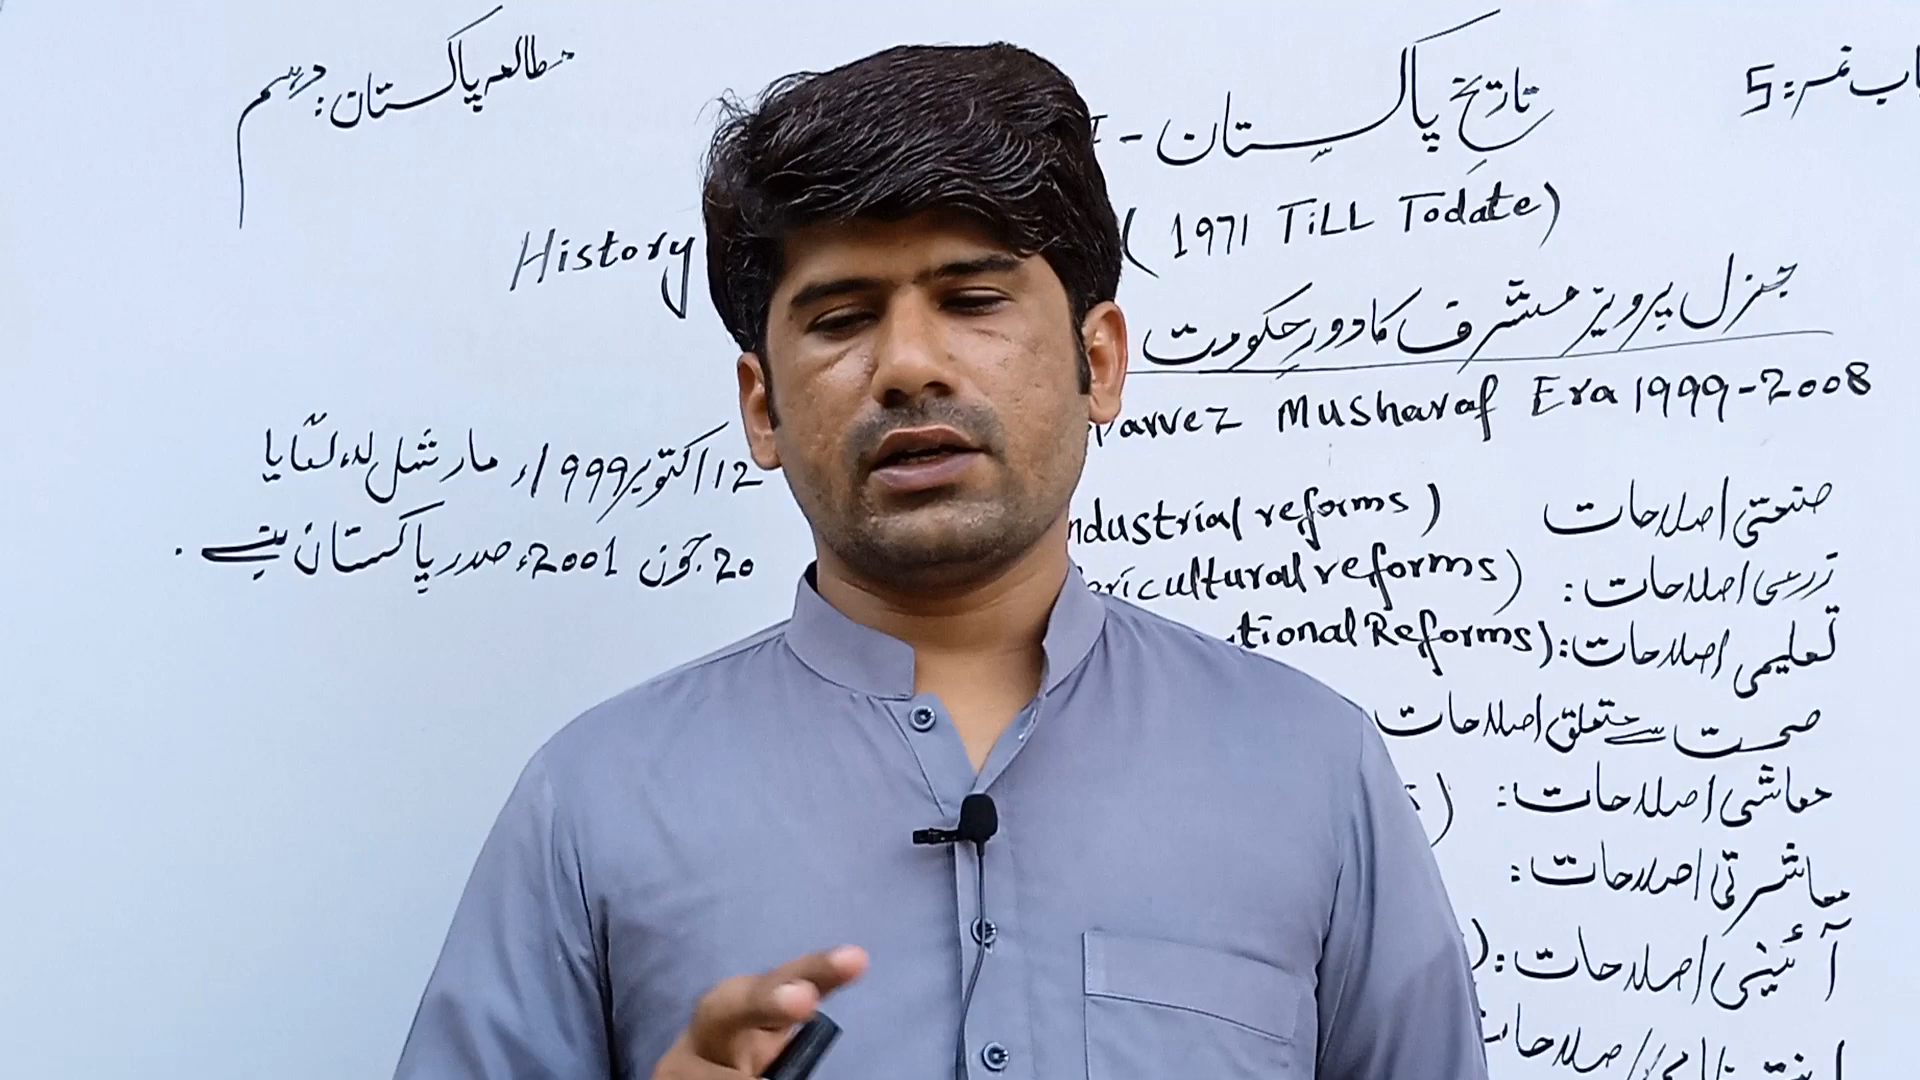 باب نمبر: 5
تاریخِ پاکستان - I
مطالعہ پاکستان: دہم
History (1971 TiLL Todate)
جنرل پرویز مشرف کا دورِ حکومت
Parvez Musharaf Era 1999-2008
12 اکتوبر 1999ء مارشل لاء لگایا
20 جون 2001ء صدر پاکستان بنے۔
صنعتی اصلاحات ndustrial reforms)
زرعی اصلاحات: ricultural reforms)
تعلیمی اصلاحات: tional Reforms)
صحت سے متعلق اصلاحات
معاشی اصلاحات:
معاشرتی اصلاحات:
آئینی اصلاحات: